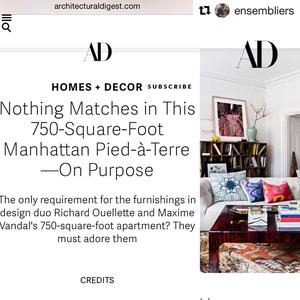 architecturaldigest.com
ensembliers
AD
AD
HOMES + DECOR
SUBSCRIBE
Nothing Matches in This
750-Square-Foot
Manhattan Pied-à-Terre
—On Purpose
The only requirement for the furnishings in
design duo Richard Ouellette and Maxime
Vandal's 750-square-foot apartment? They
must adore them
CREDITS